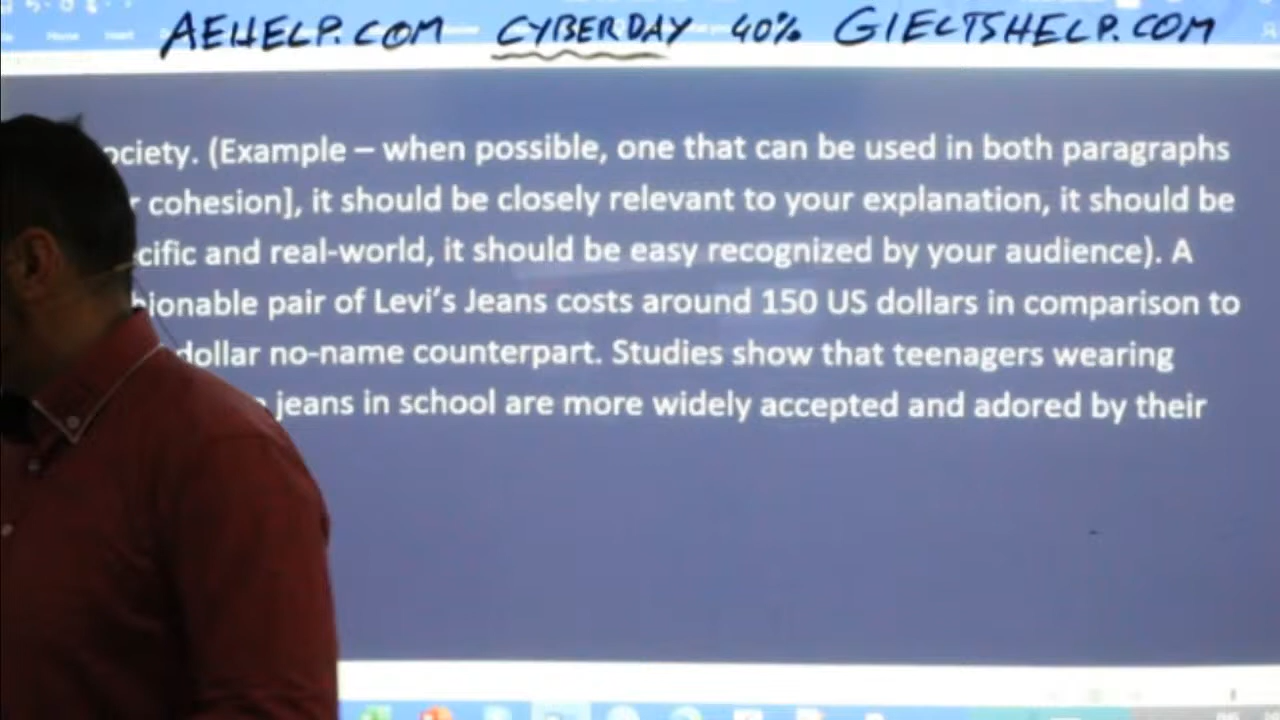 AEHELP.COM CYBERDAY 40% GIELTSHELP.COM
Home Insert
(Example – when possible, one that can be used in both paragraphs
cohesion], it should be closely relevant to your explanation, it should be
and real-world, it should be easy recognized by your audience). A
pair of Levi's Jeans costs around 150 US dollars in comparison to
dollar no-name counterpart. Studies show that teenagers wearing
jeans in school are more widely accepted and adored by their